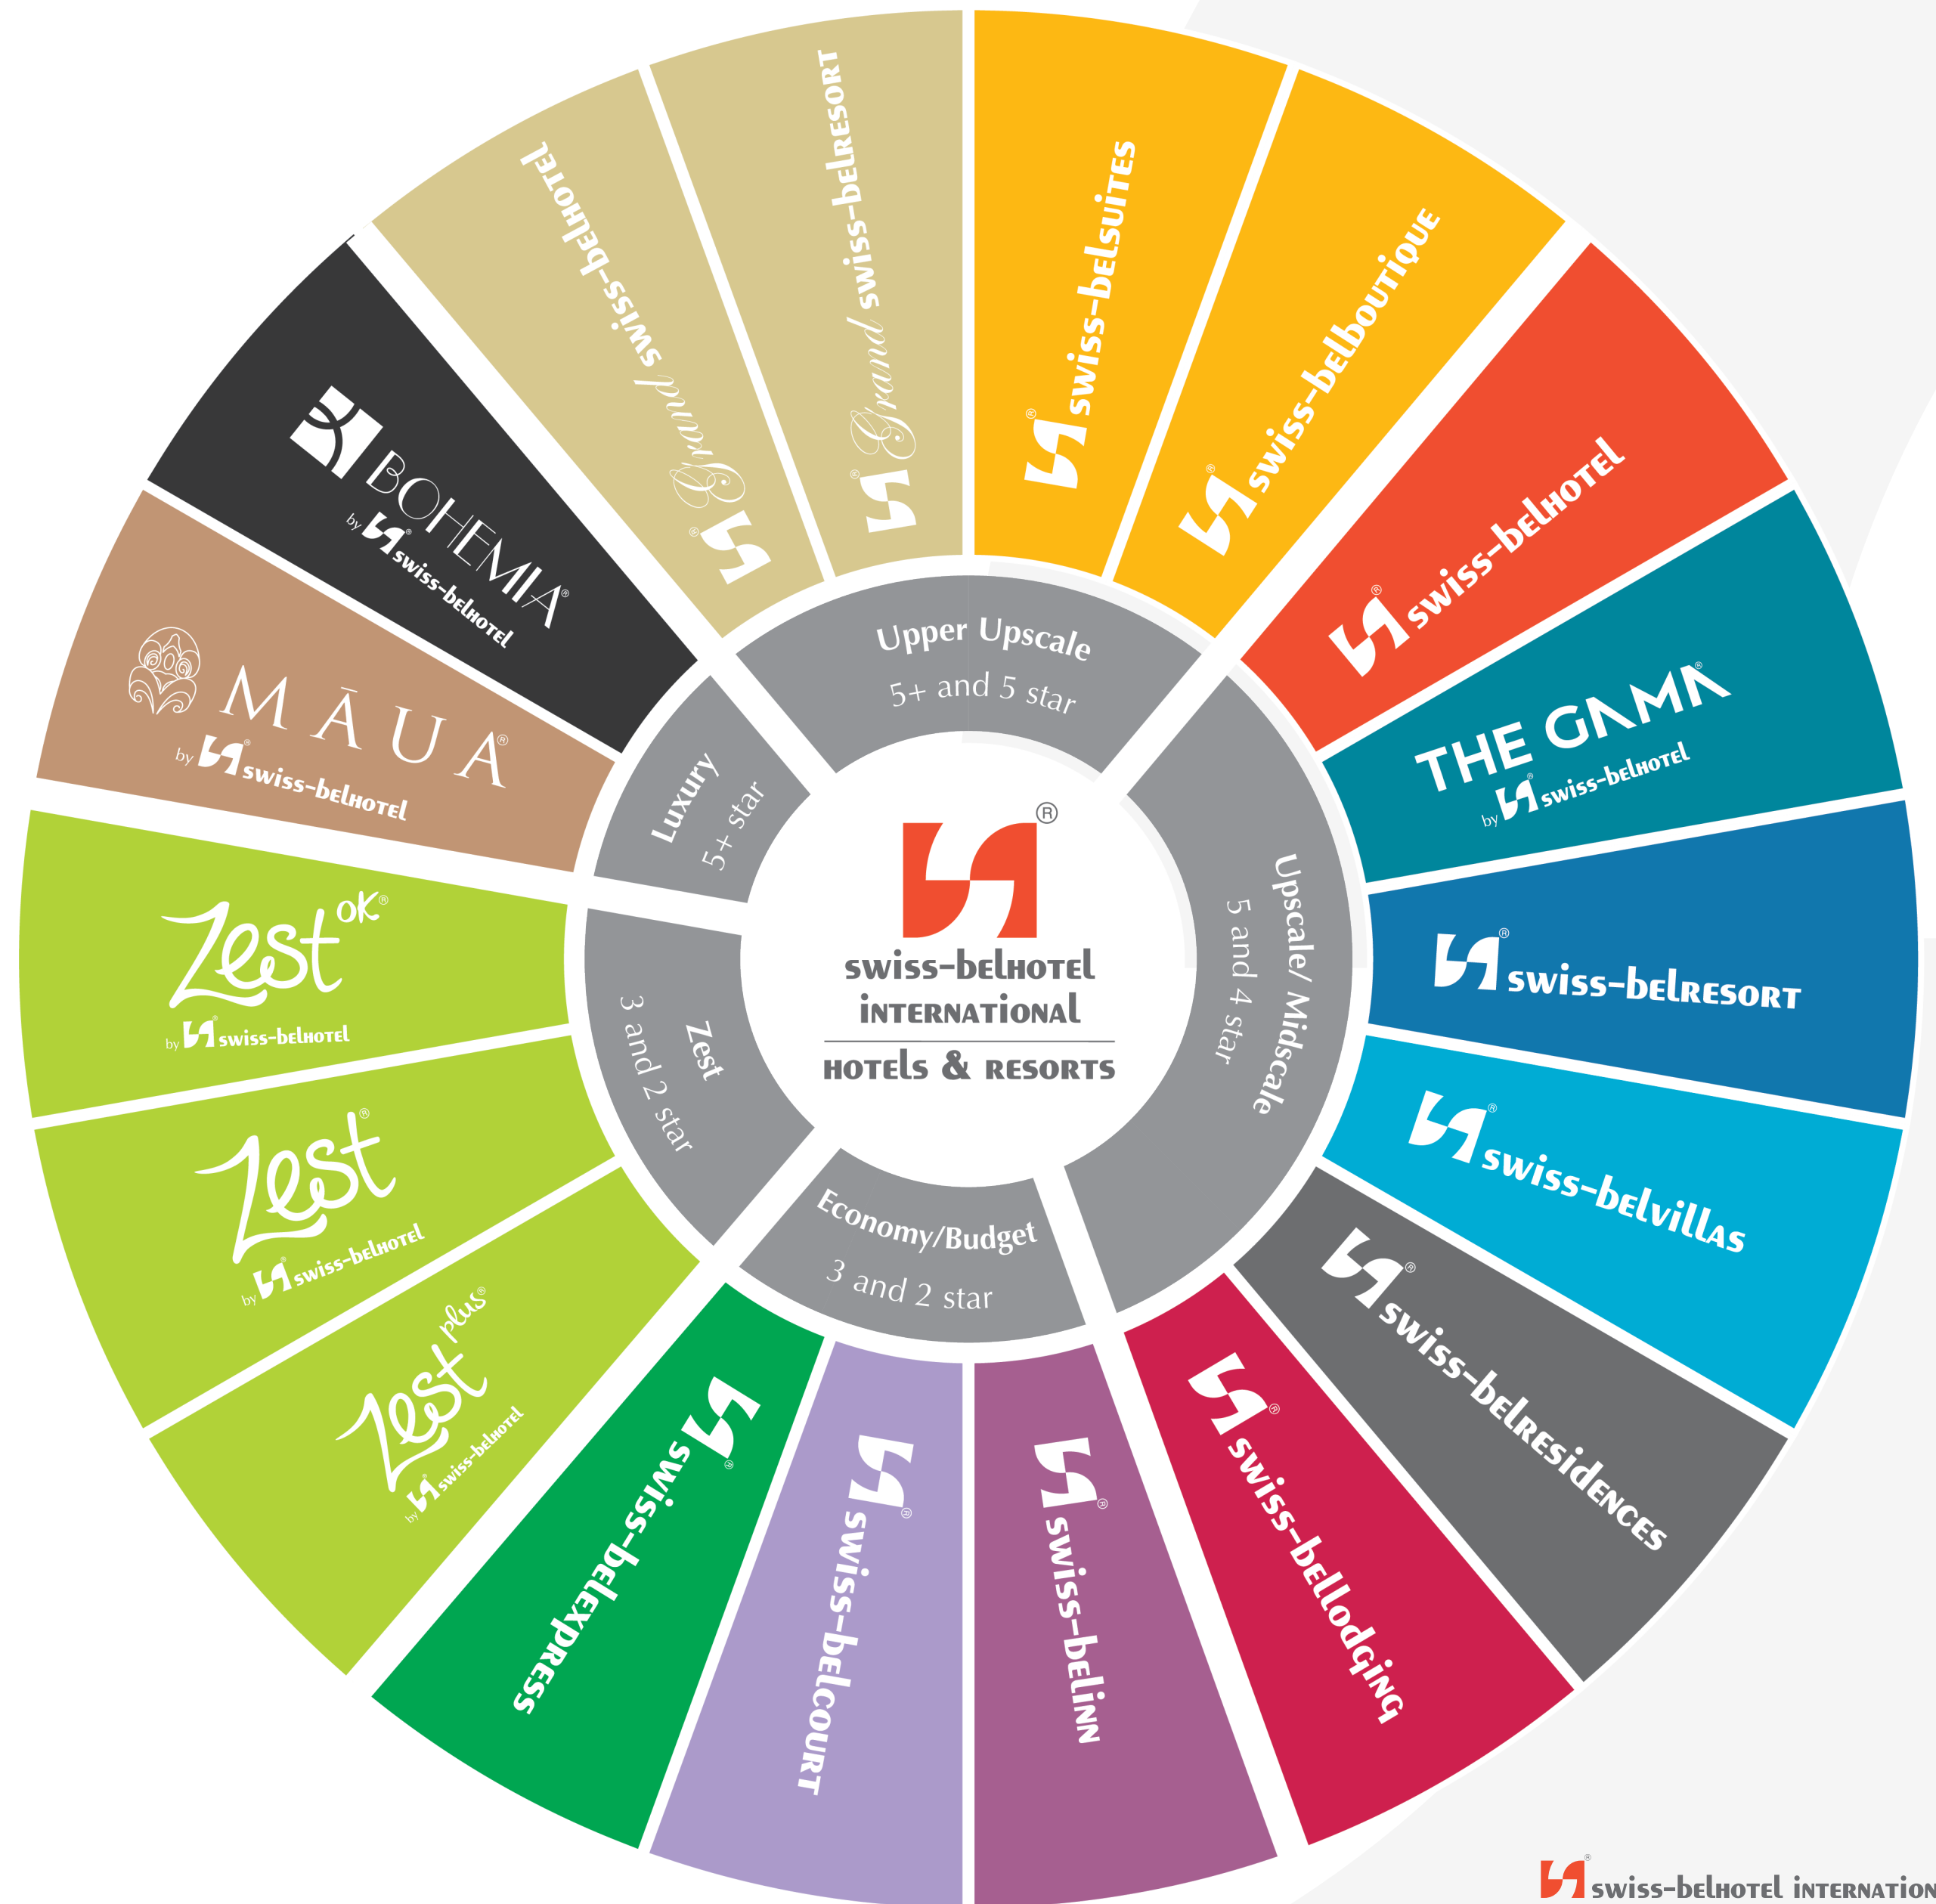 swiss-belhotel
international
hotels & resorts
®
Upper Upscale
5+ and 5 star
Grand swiss-belhotel
®
Grand swiss-belresort
®
swiss-belsuites
®
swiss-belboutique
®
Upscale/ Midscale
5 and 4 star
swiss-belhotel
®
THE GAMA®
by swiss-belhotel
®
swiss-belresort
®
swiss-belvillas
®
swiss-belresidences
®
swiss-bellodging
®
Economy/Budget
3 and 2 star
swiss-belinn
®
swiss-belcourt
®
swiss-belexpress
®
Zest
3 and 2 star
Zest plus®
by swiss-belhotel
®
Zest®
by swiss-belhotel
®
Zest OK®
by swiss-belhotel
®
Luxury
5+ star
MĀUA®
by swiss-belhotel
®
BOHEMIA®
by swiss-belhotel
®
swiss-belhotel internation
®